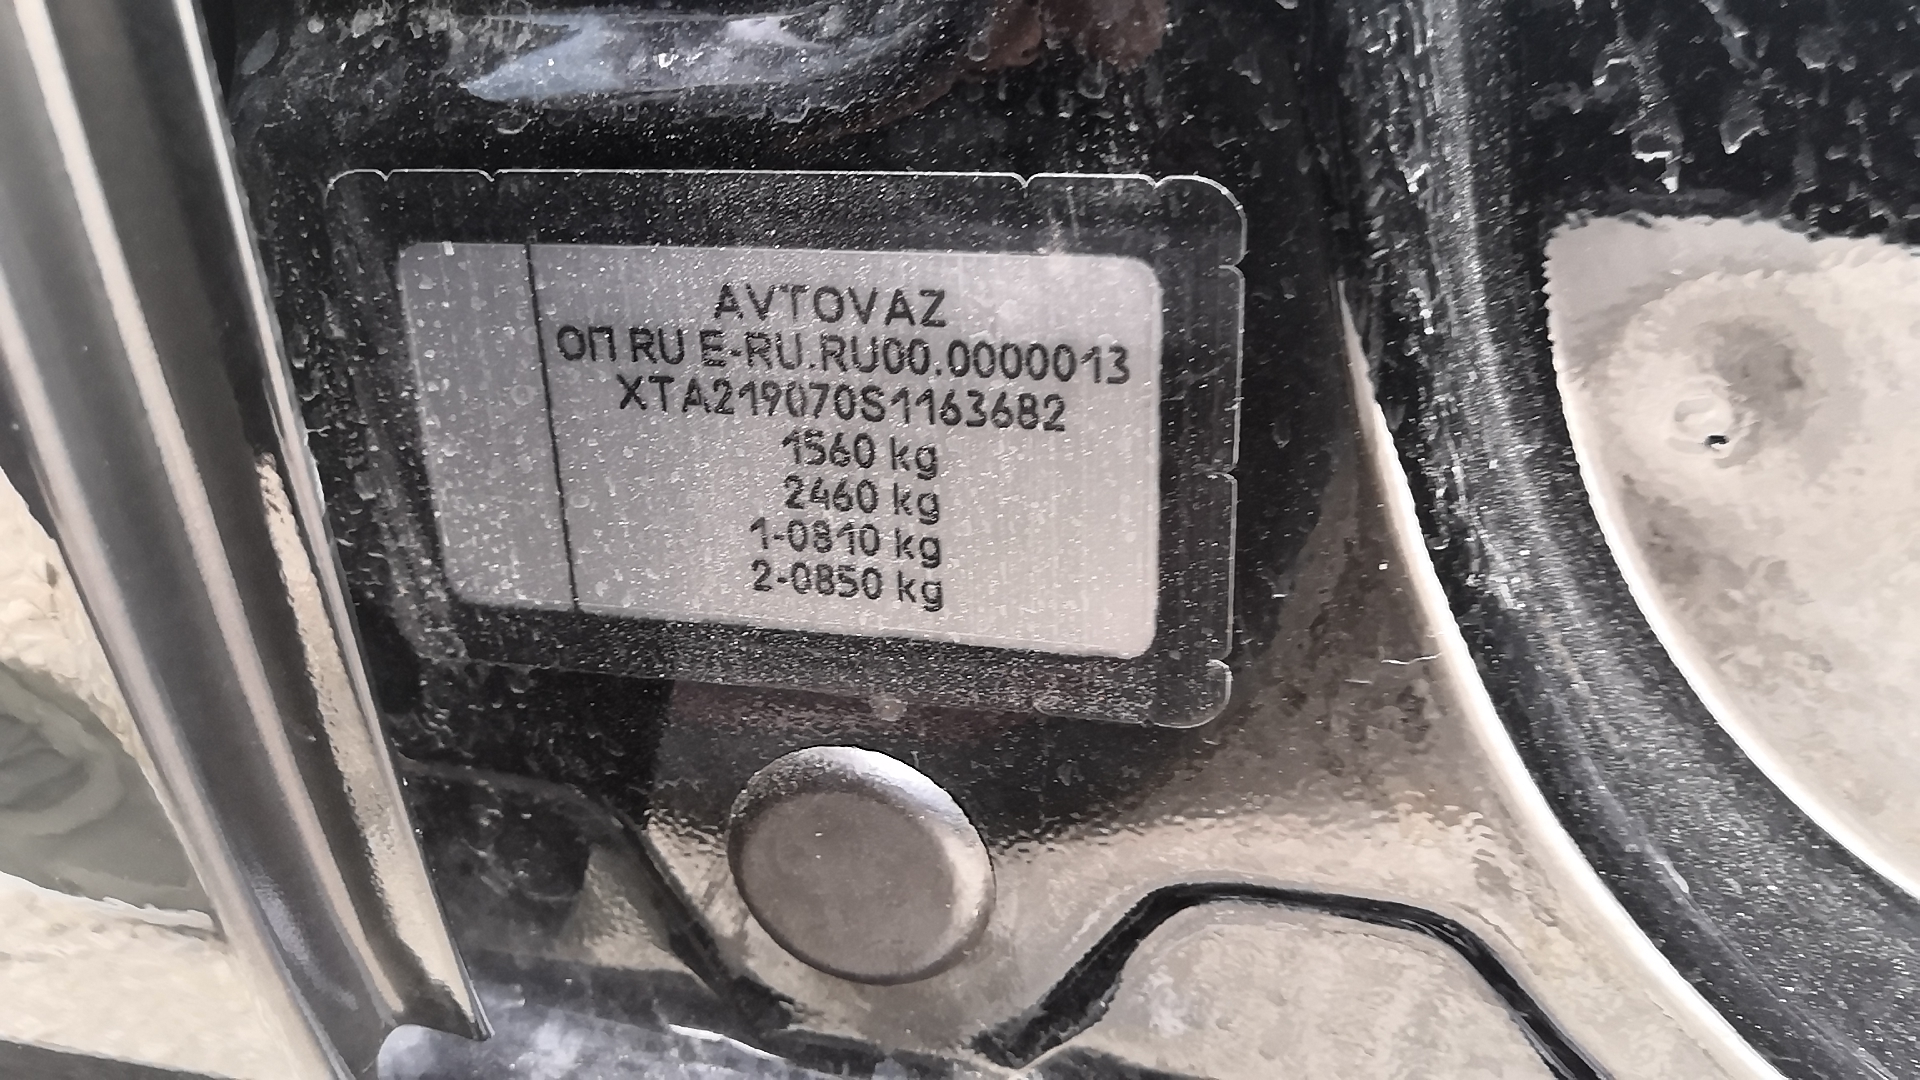 AVTOVAZ
ОП RU E-RU.RU00.0000013
XTA219070S1163682
1560 kg
2460 kg
1-0810 kg
2-0850 kg